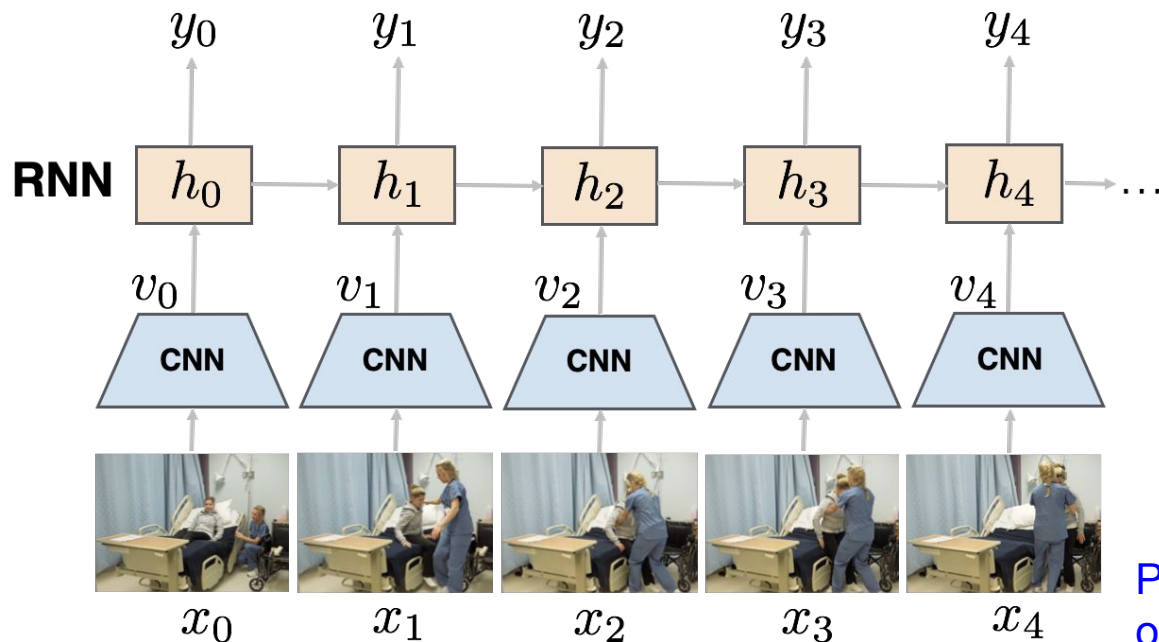 y₀ y₁ y₂ y₃ y₄
RNN h₀ h₁ h₂ h₃ h₄ ...
v₀ v₁ v₂ v₃ v₄
CNN CNN CNN CNN CNN
x₀ x₁ x₂ x₃ x₄